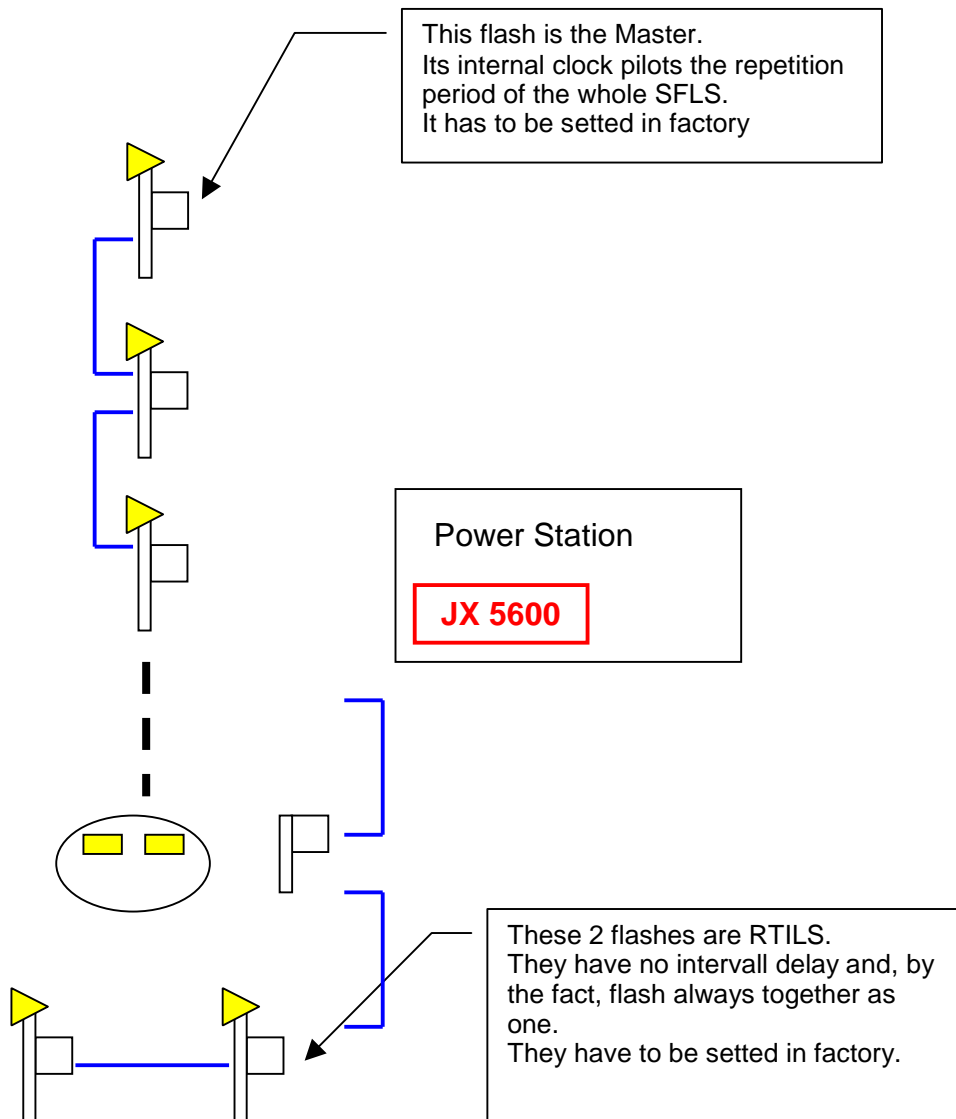 This flash is the Master.
Its internal clock pilots the repetition
period of the whole SFLS.
It has to be setted in factory
Power Station
JX 5600
These 2 flashes are RTILS.
They have no intervall delay and, by
the fact, flash always together as
one.
They have to be setted in factory.